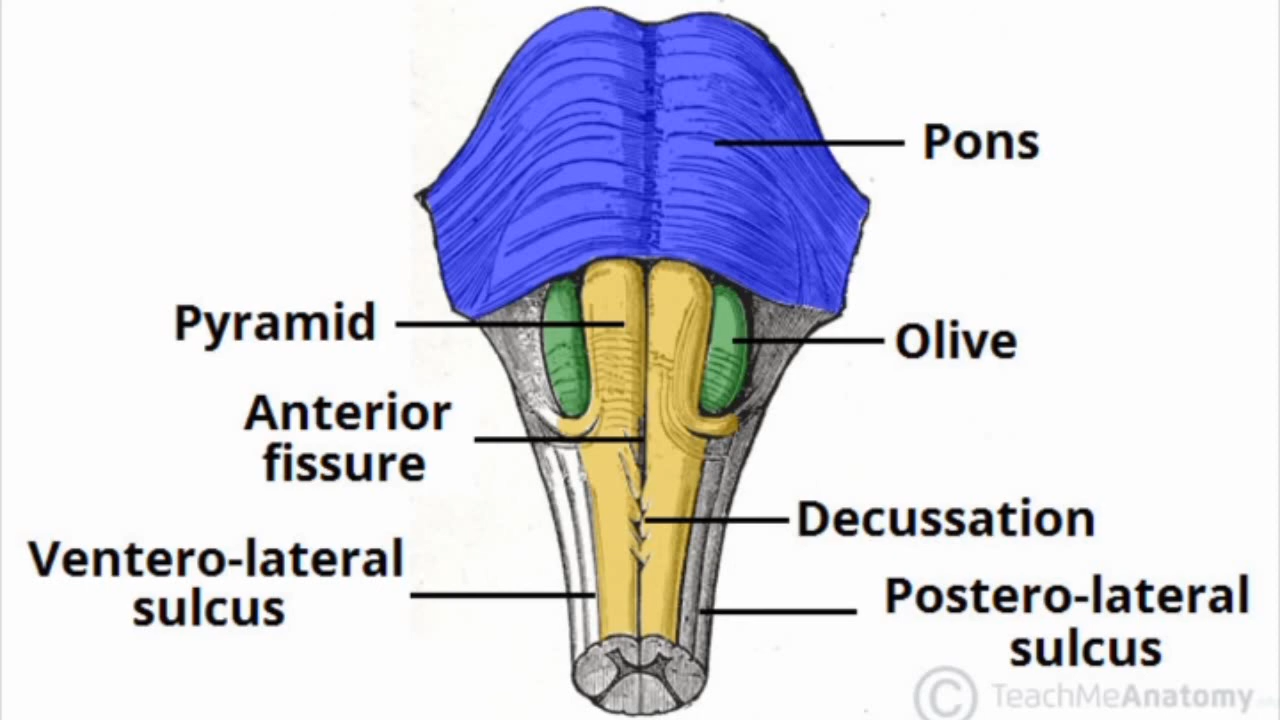 Pons
Pyramid
Olive
Anterior
fissure
Decussation
Ventero-lateral
sulcus
Postero-lateral
sulcus
© TeachMeAnatomy